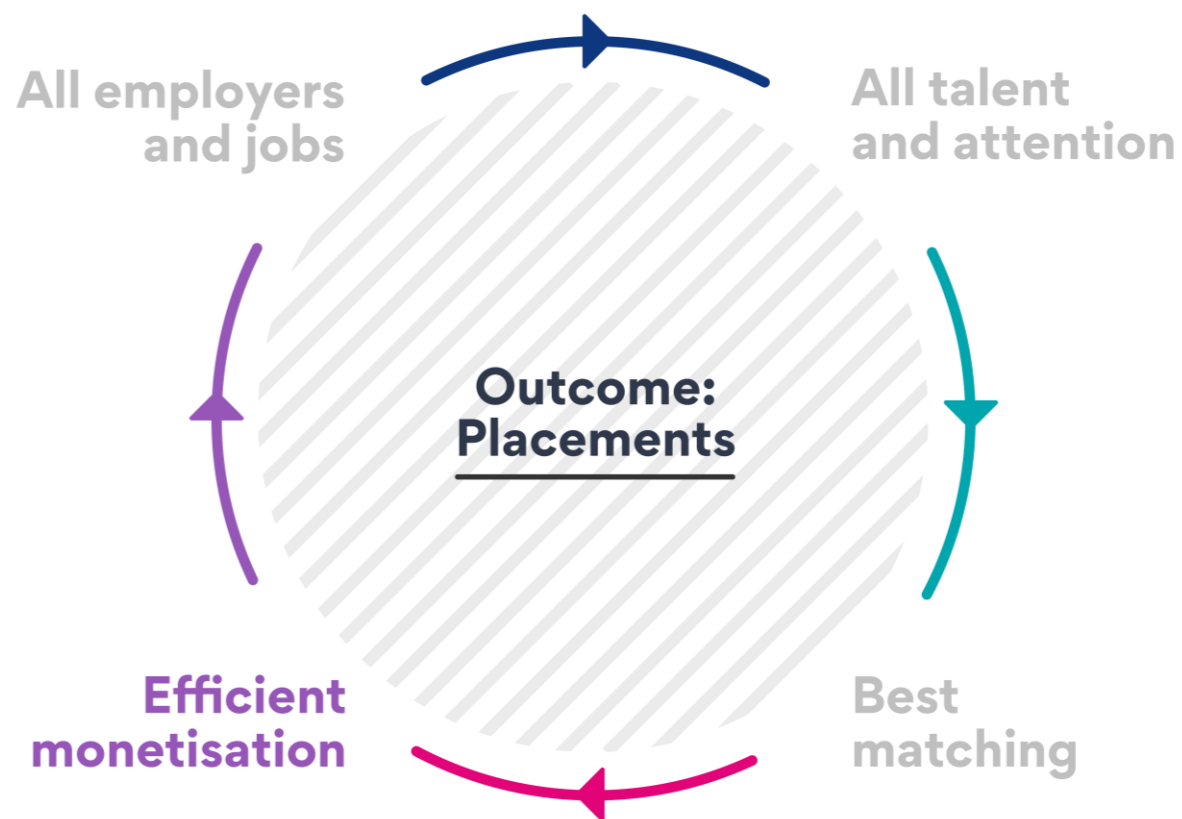 All employers
and jobs
All talent
and attention
Outcome:
Placements
Efficient
monetisation
Best
matching